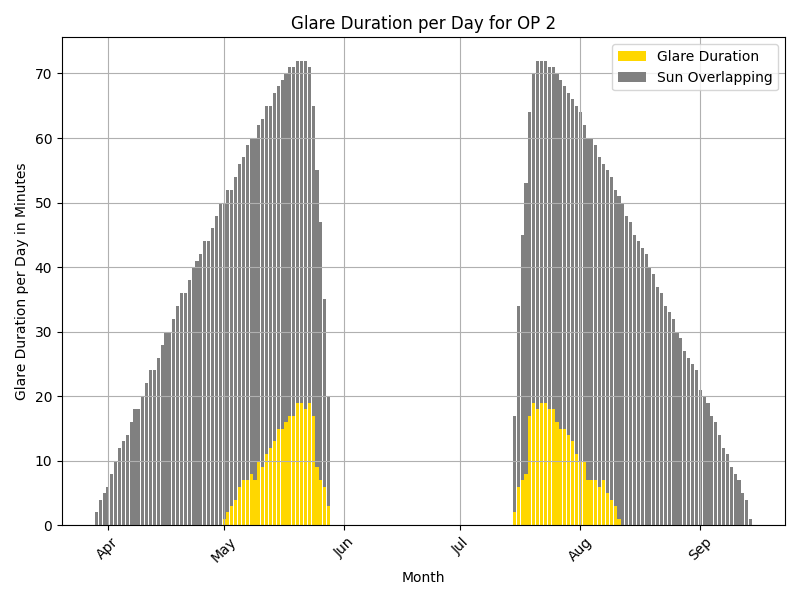 Glare Duration per Day for OP 2
Glare Duration
Sun Overlapping
Glare Duration per Day in Minutes
70
60
50
40
30
20
10
0
Apr
May
Jun
Jul
Aug
Sep
Month